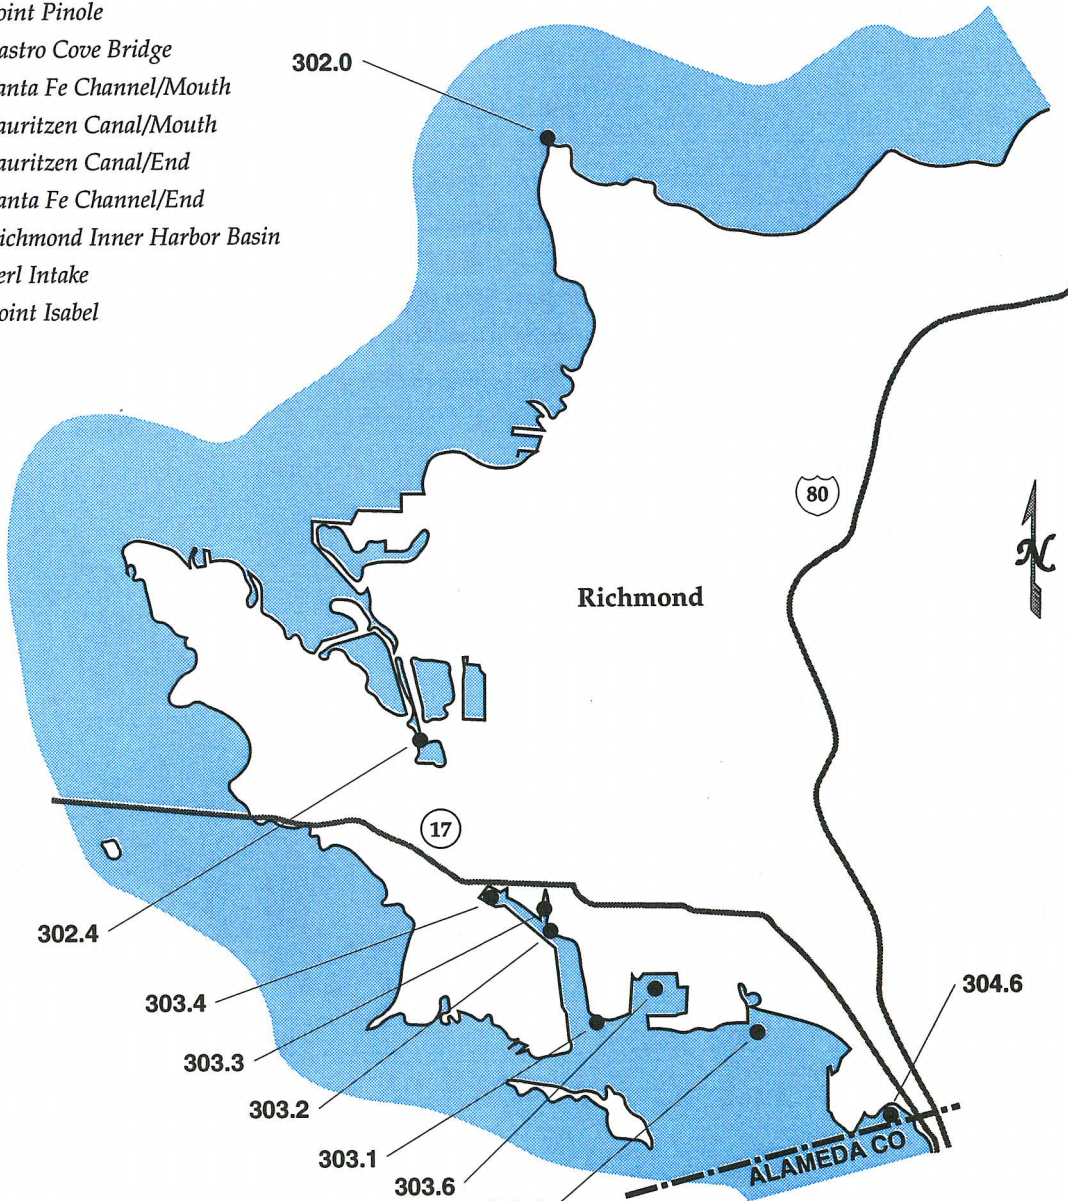 oint Pinole
astro Cove Bridge
anta Fe Channel/Mouth
auritzen Canal/Mouth
auritzen Canal/End
anta Fe Channel/End
ichmond Inner Harbor Basin
erl Intake
oint Isabel
302.0
80
N
Richmond
17
302.4
303.4
304.6
303.3
303.2
303.1
303.6
ALAMEDA CO